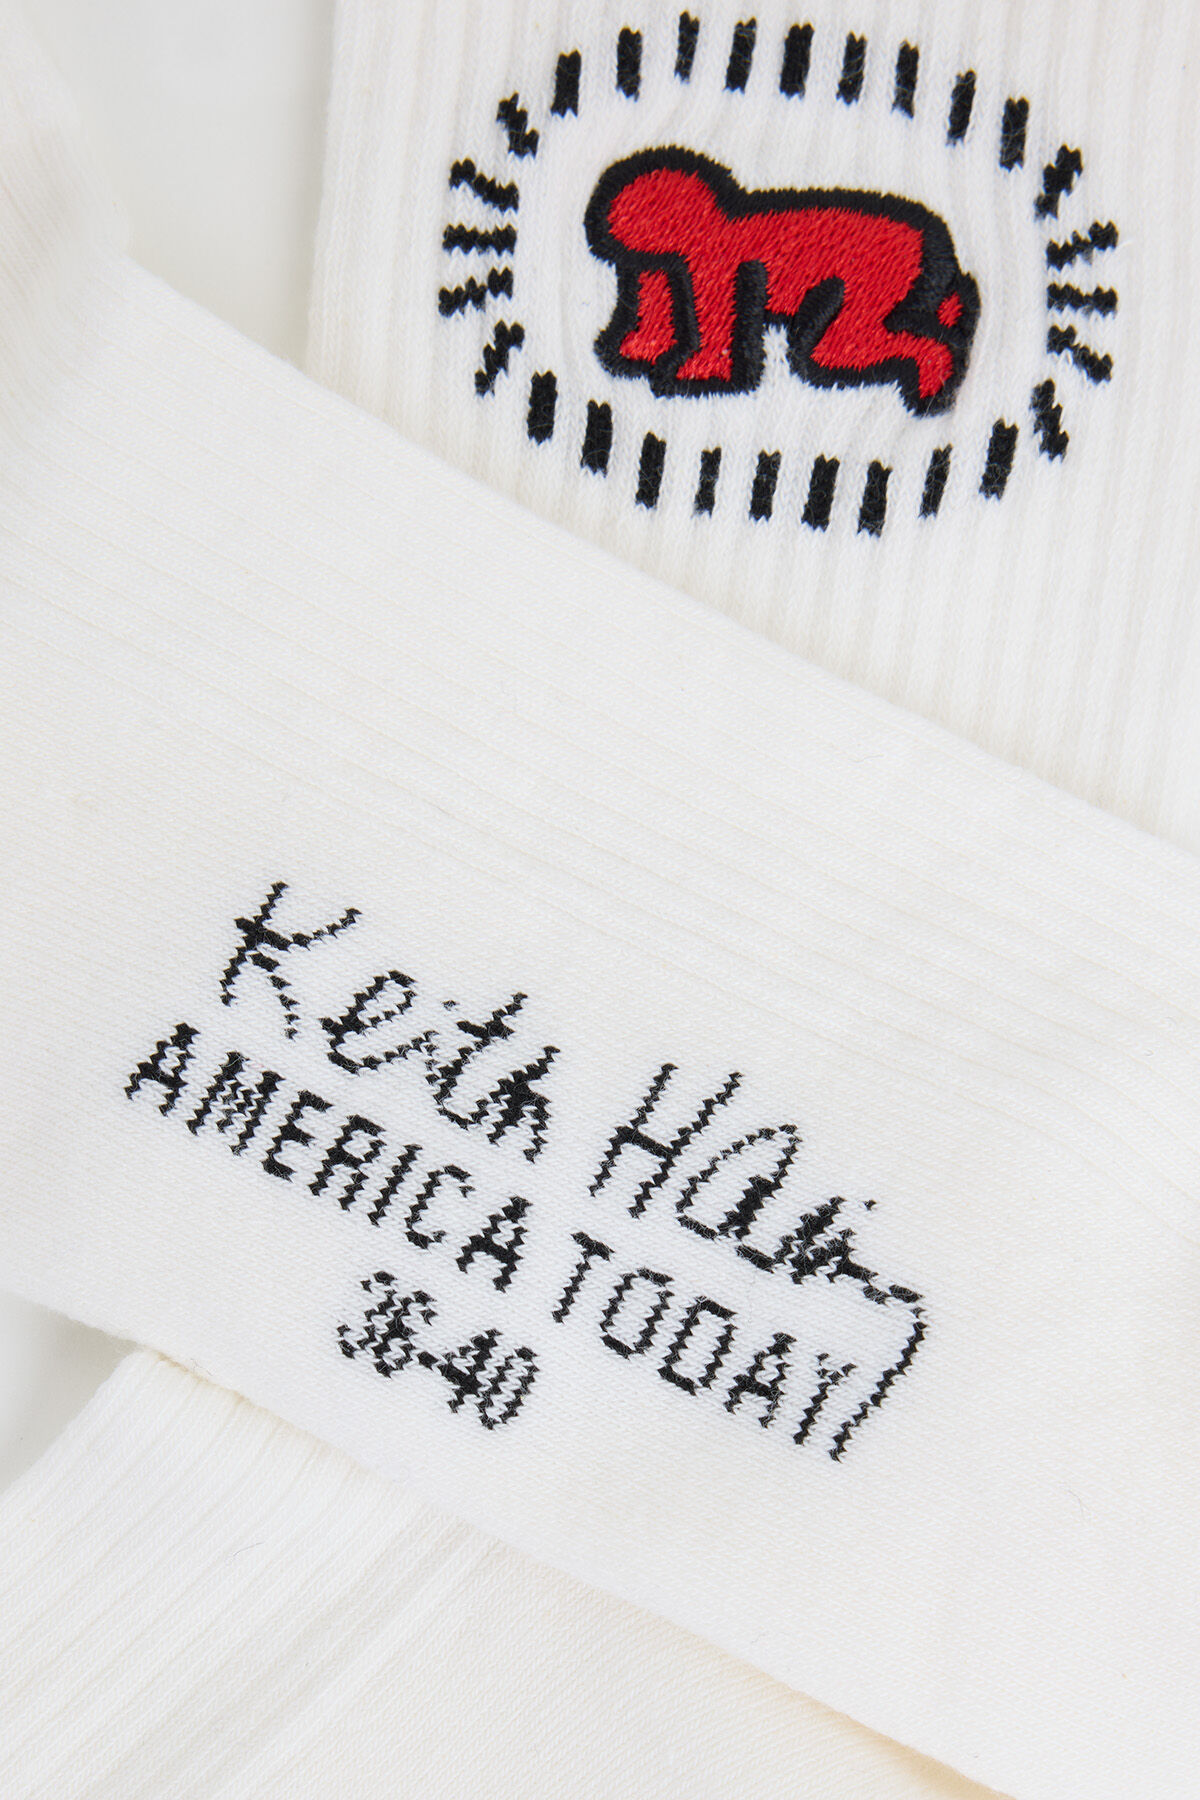 Keith Haring
AMERICA TODAY
36-40